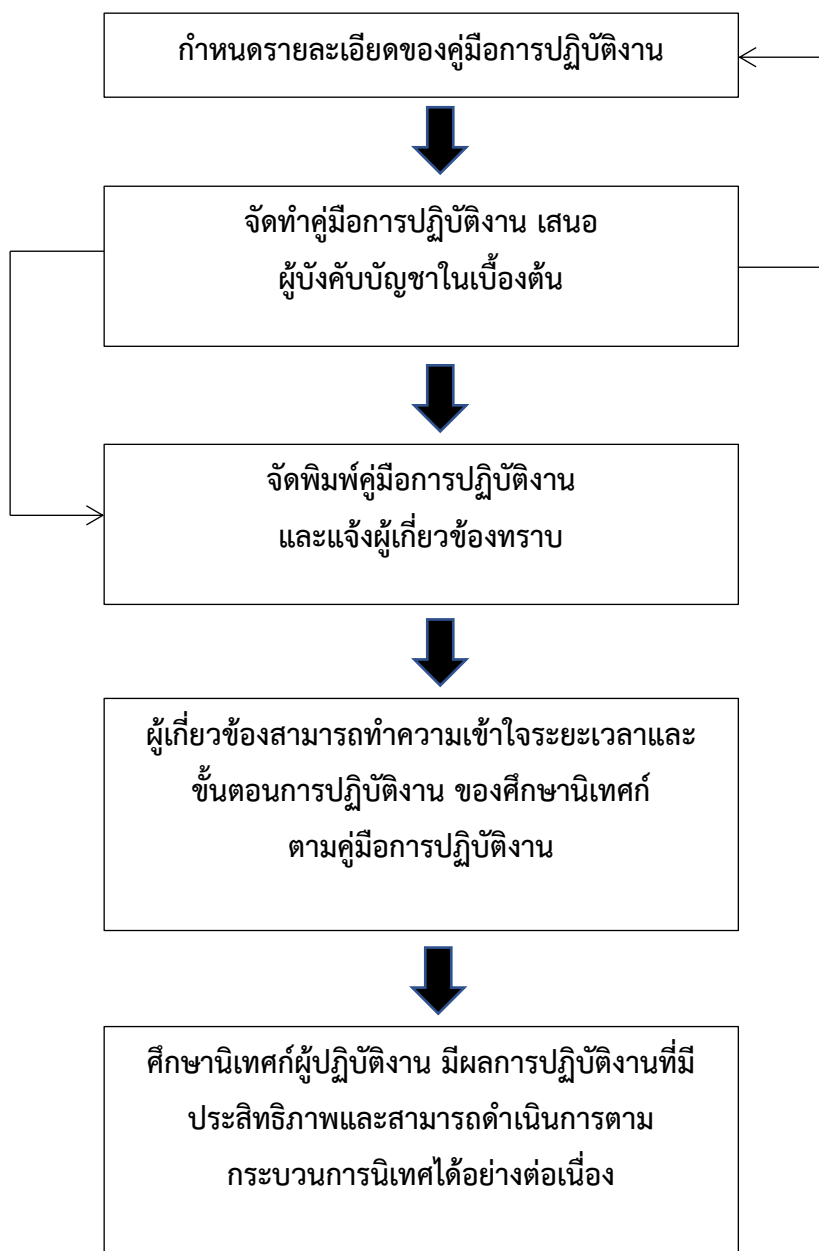 กำหนดรายละเอียดของคู่มือการปฏิบัติงาน
จัดทำคู่มือการปฏิบัติงาน เสนอ
ผู้บังคับบัญชาในเบื้องต้น
จัดพิมพ์คู่มือการปฏิบัติงาน
และแจ้งผู้เกี่ยวข้องทราบ
ผู้เกี่ยวข้องสามารถทำความเข้าใจระยะเวลาและ
ขั้นตอนการปฏิบัติงาน ของศึกษานิเทศก์
ตามคู่มือการปฏิบัติงาน
ศึกษานิเทศก์ผู้ปฏิบัติงาน มีผลการปฏิบัติงานที่มี
ประสิทธิภาพและสามารถดำเนินการตาม
กระบวนการนิเทศได้อย่างต่อเนื่อง